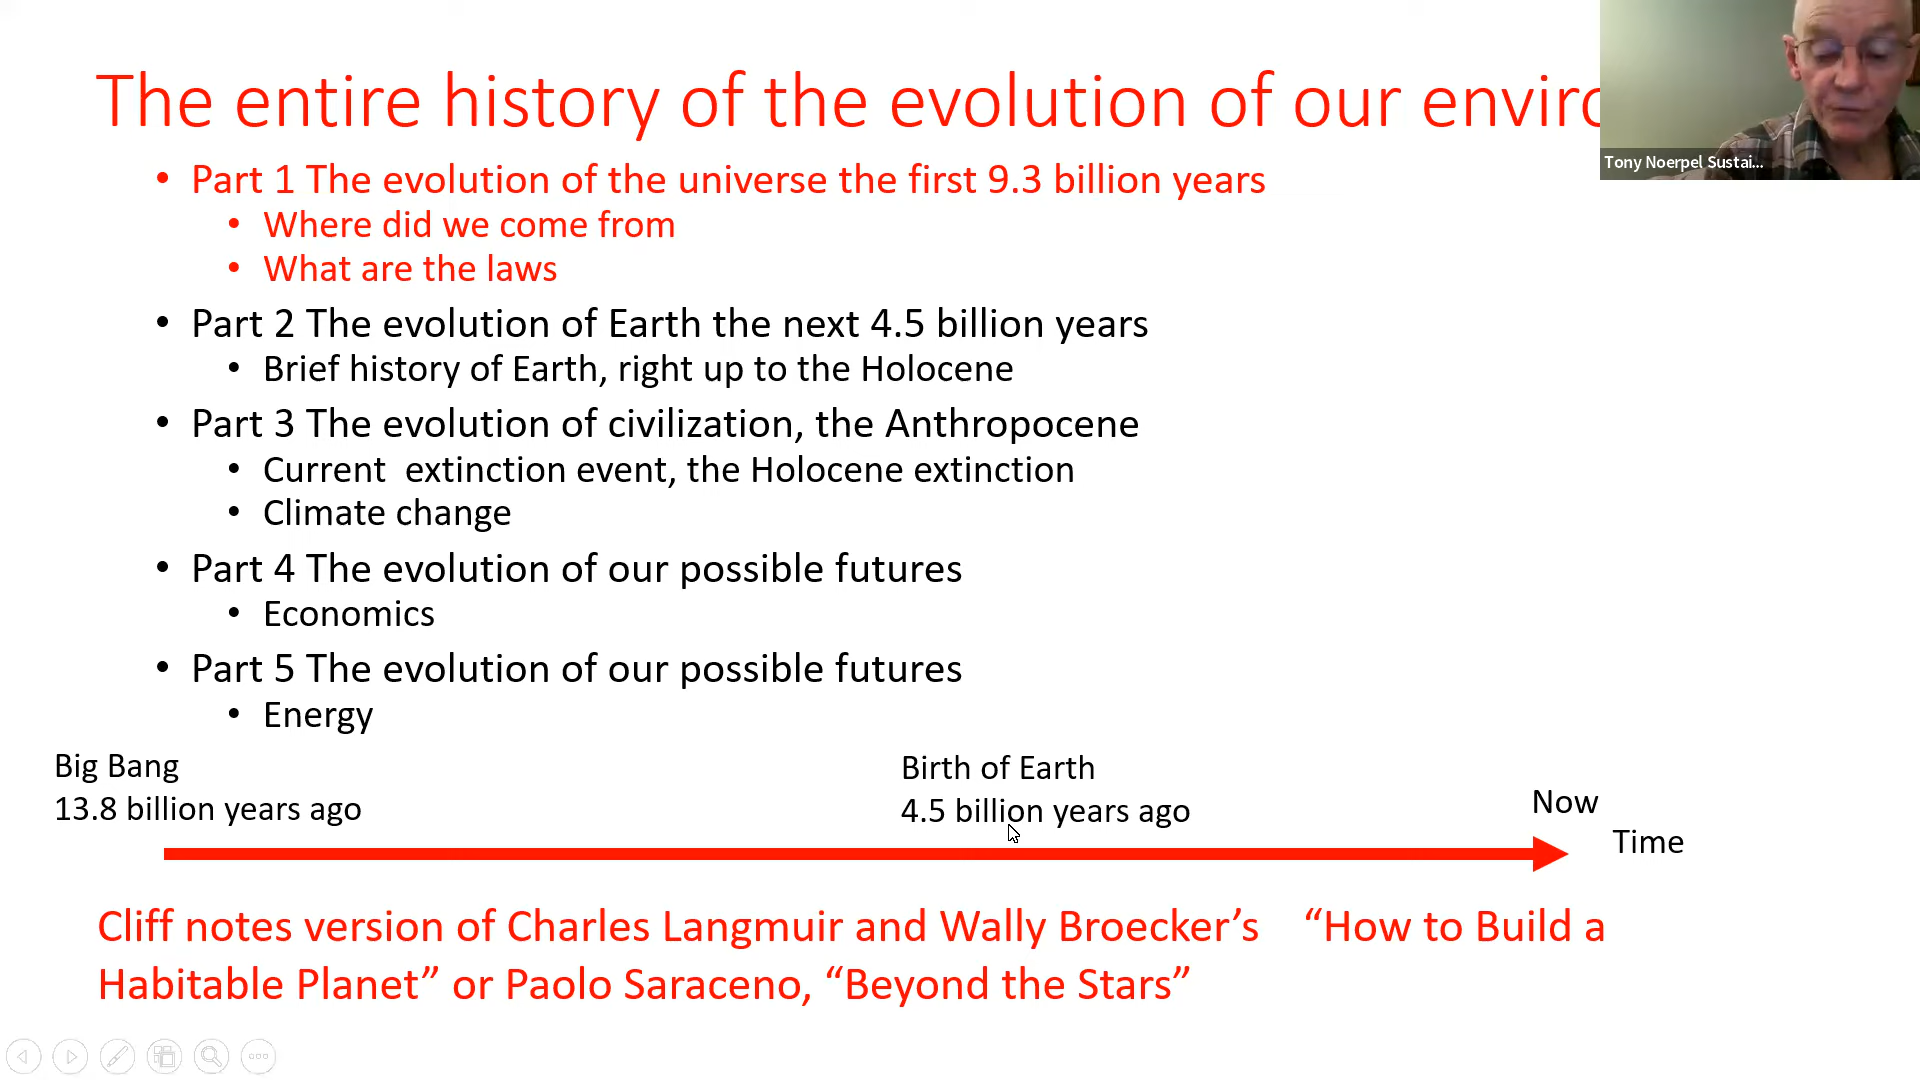 The entire history of the evolution of our enviro
Tony Noerpel Sustai...
• Part 1 The evolution of the universe the first 9.3 billion years
• Where did we come from
• What are the laws
• Part 2 The evolution of Earth the next 4.5 billion years
• Brief history of Earth, right up to the Holocene
• Part 3 The evolution of civilization, the Anthropocene
• Current  extinction event, the Holocene extinction
• Climate change
• Part 4 The evolution of our possible futures
• Economics
• Part 5 The evolution of our possible futures
• Energy
Big Bang
13.8 billion years ago
Birth of Earth
4.5 billion years ago
Now
Time
Cliff notes version of Charles Langmuir and Wally Broecker’s “How to Build a
Habitable Planet” or Paolo Saraceno, “Beyond the Stars”